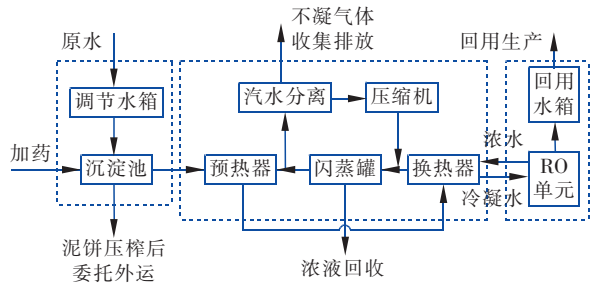 不凝气体
收集排放
原水
回用生产
调节水箱
汽水分离
压缩机
回用
水箱
加药
沉淀池
预热器
闪蒸罐
换热器
浓水
冷凝水
RO
单元
泥饼压榨后
委托外运
浓液回收